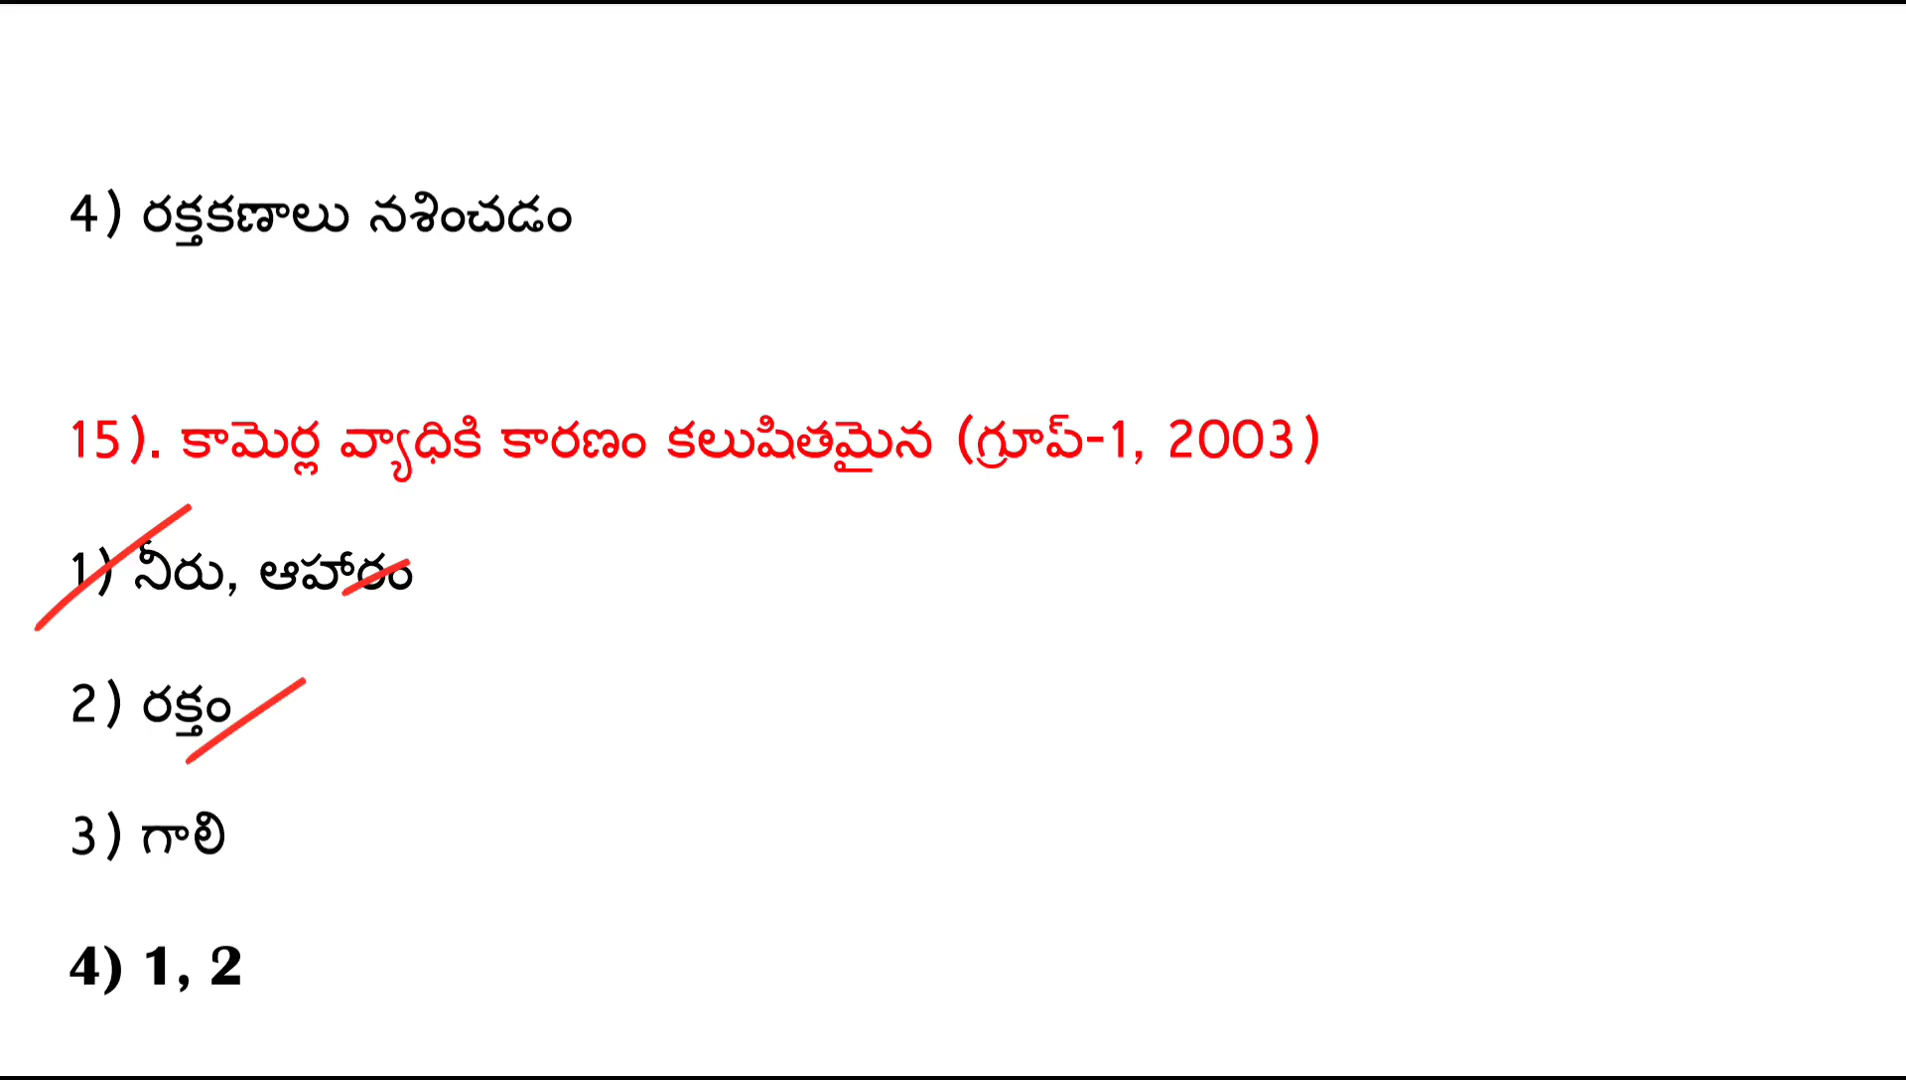 4) రక్తకణాలు నశించడం
15). కామెర్ల వ్యాధికి కారణం కలుషితమైన (గ్రూప్-1, 2003)
1) నీరు, ఆహారం
2) రక్తం
3) గాలి
4) 1, 2